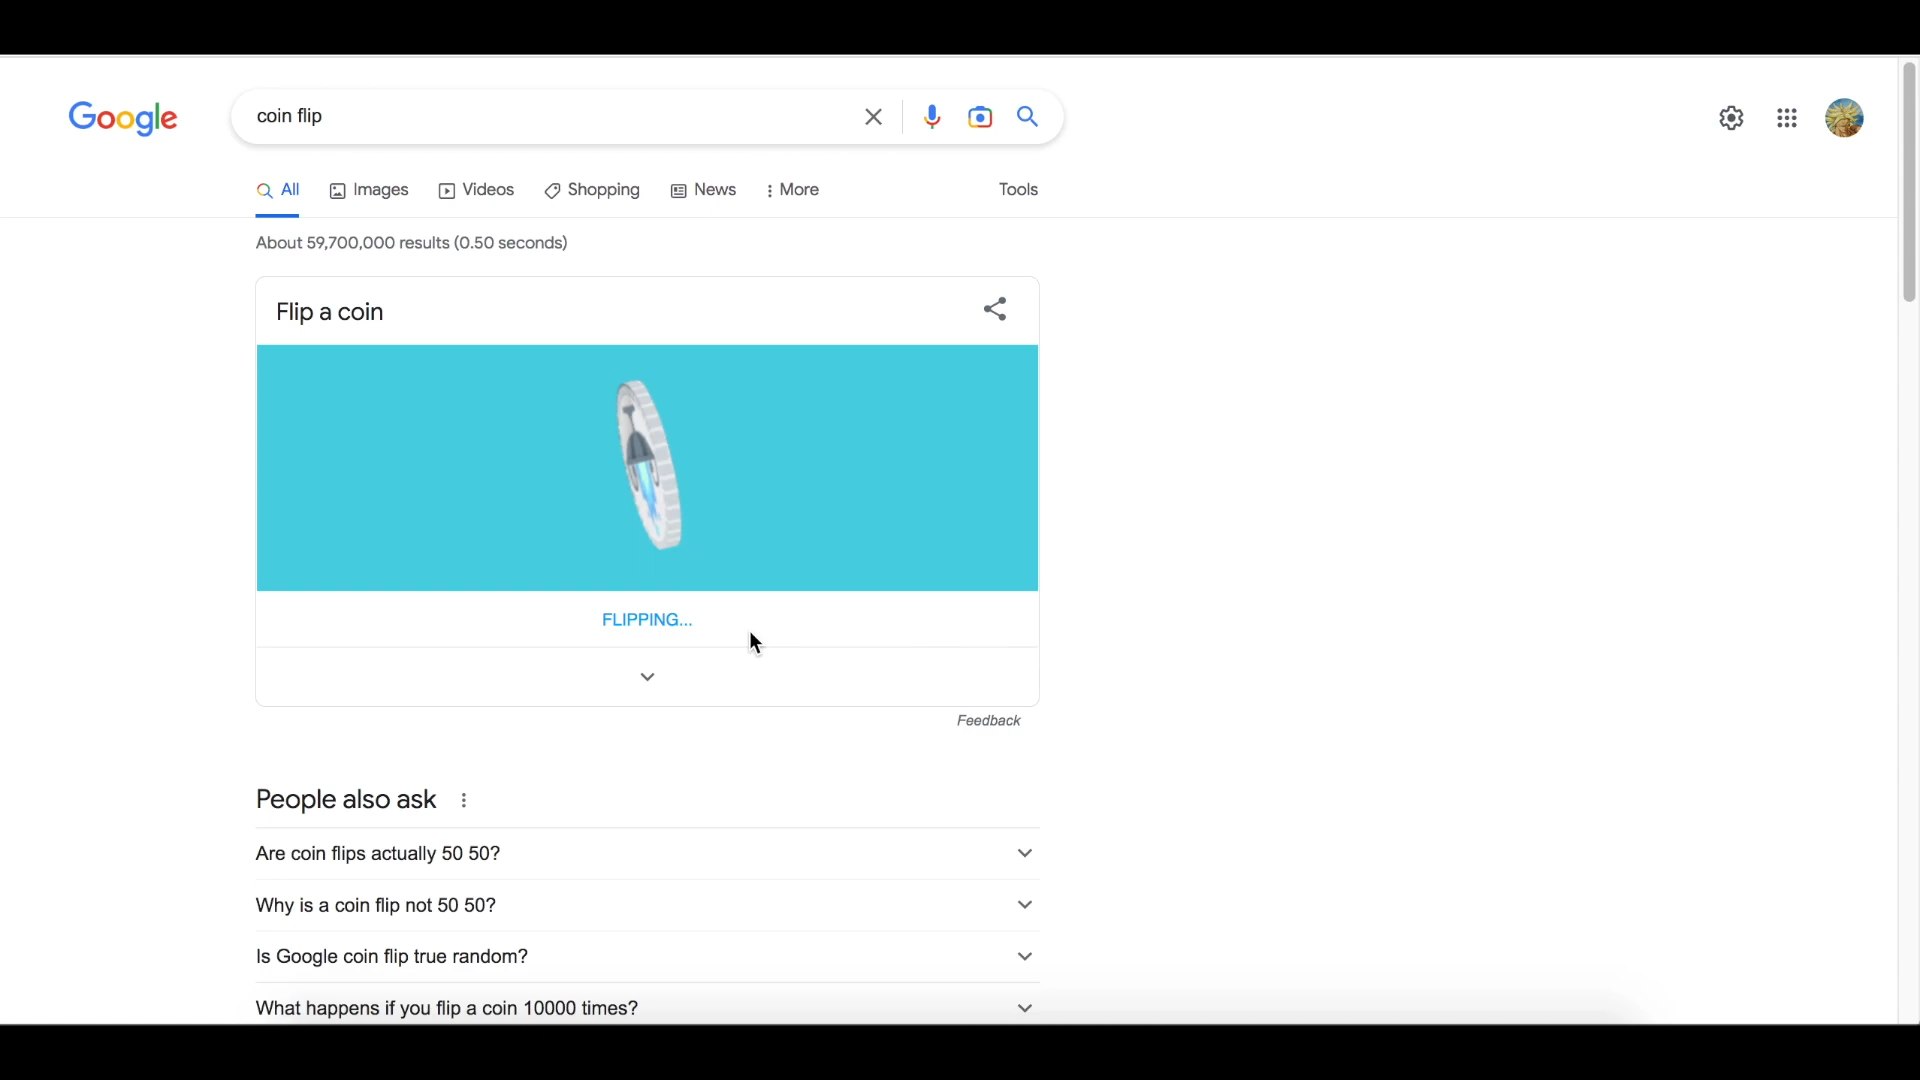 Google
coin flip
All Images Videos Shopping News More Tools
About 59,700,000 results (0.50 seconds)
Flip a coin
FLIPPING...
Feedback
People also ask
Are coin flips actually 50 50?
Why is a coin flip not 50 50?
Is Google coin flip true random?
What happens if you flip a coin 10000 times?